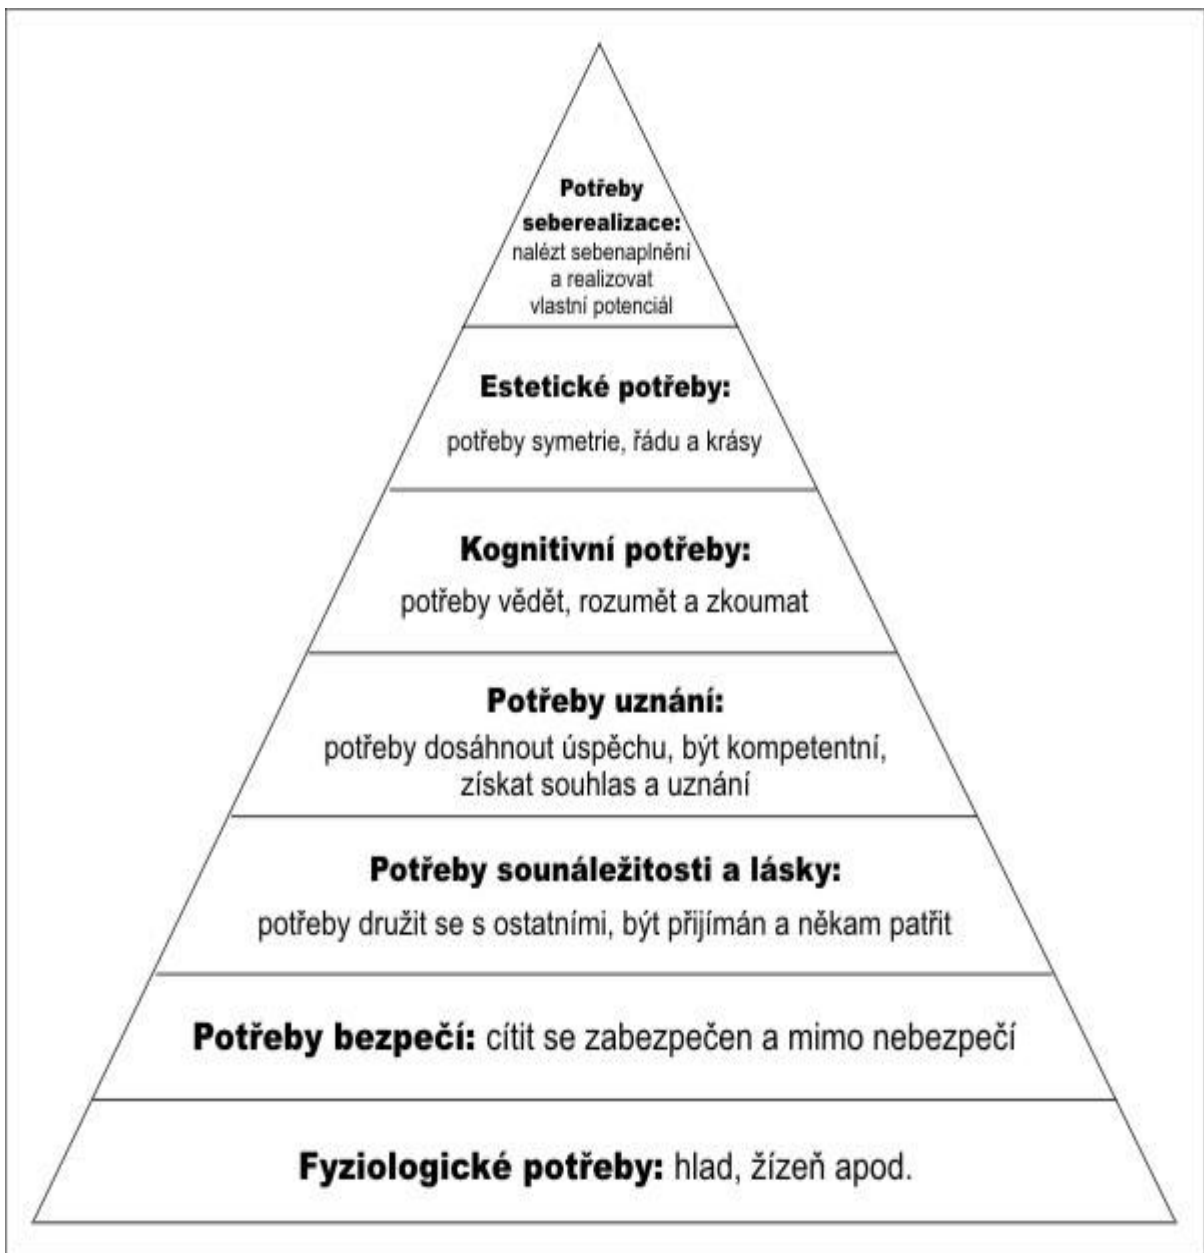 Potřeby
seberealizace:
nalézt sebenaplnění
a realizovat
vlastní potenciál
Estetické potřeby:
potřeby symetrie, řádu a krásy
Kognitivní potřeby:
potřeby vědět, rozumět a zkoumat
Potřeby uznání:
potřeby dosáhnout úspěchu, být kompetentní,
získat souhlas a uznání
Potřeby sounáležitosti a lásky:
potřeby družit se s ostatními, být přijímán a někam patřit
Potřeby bezpečí: cítit se zabezpečen a mimo nebezpečí
Fyziologické potřeby: hlad, žízeň apod.